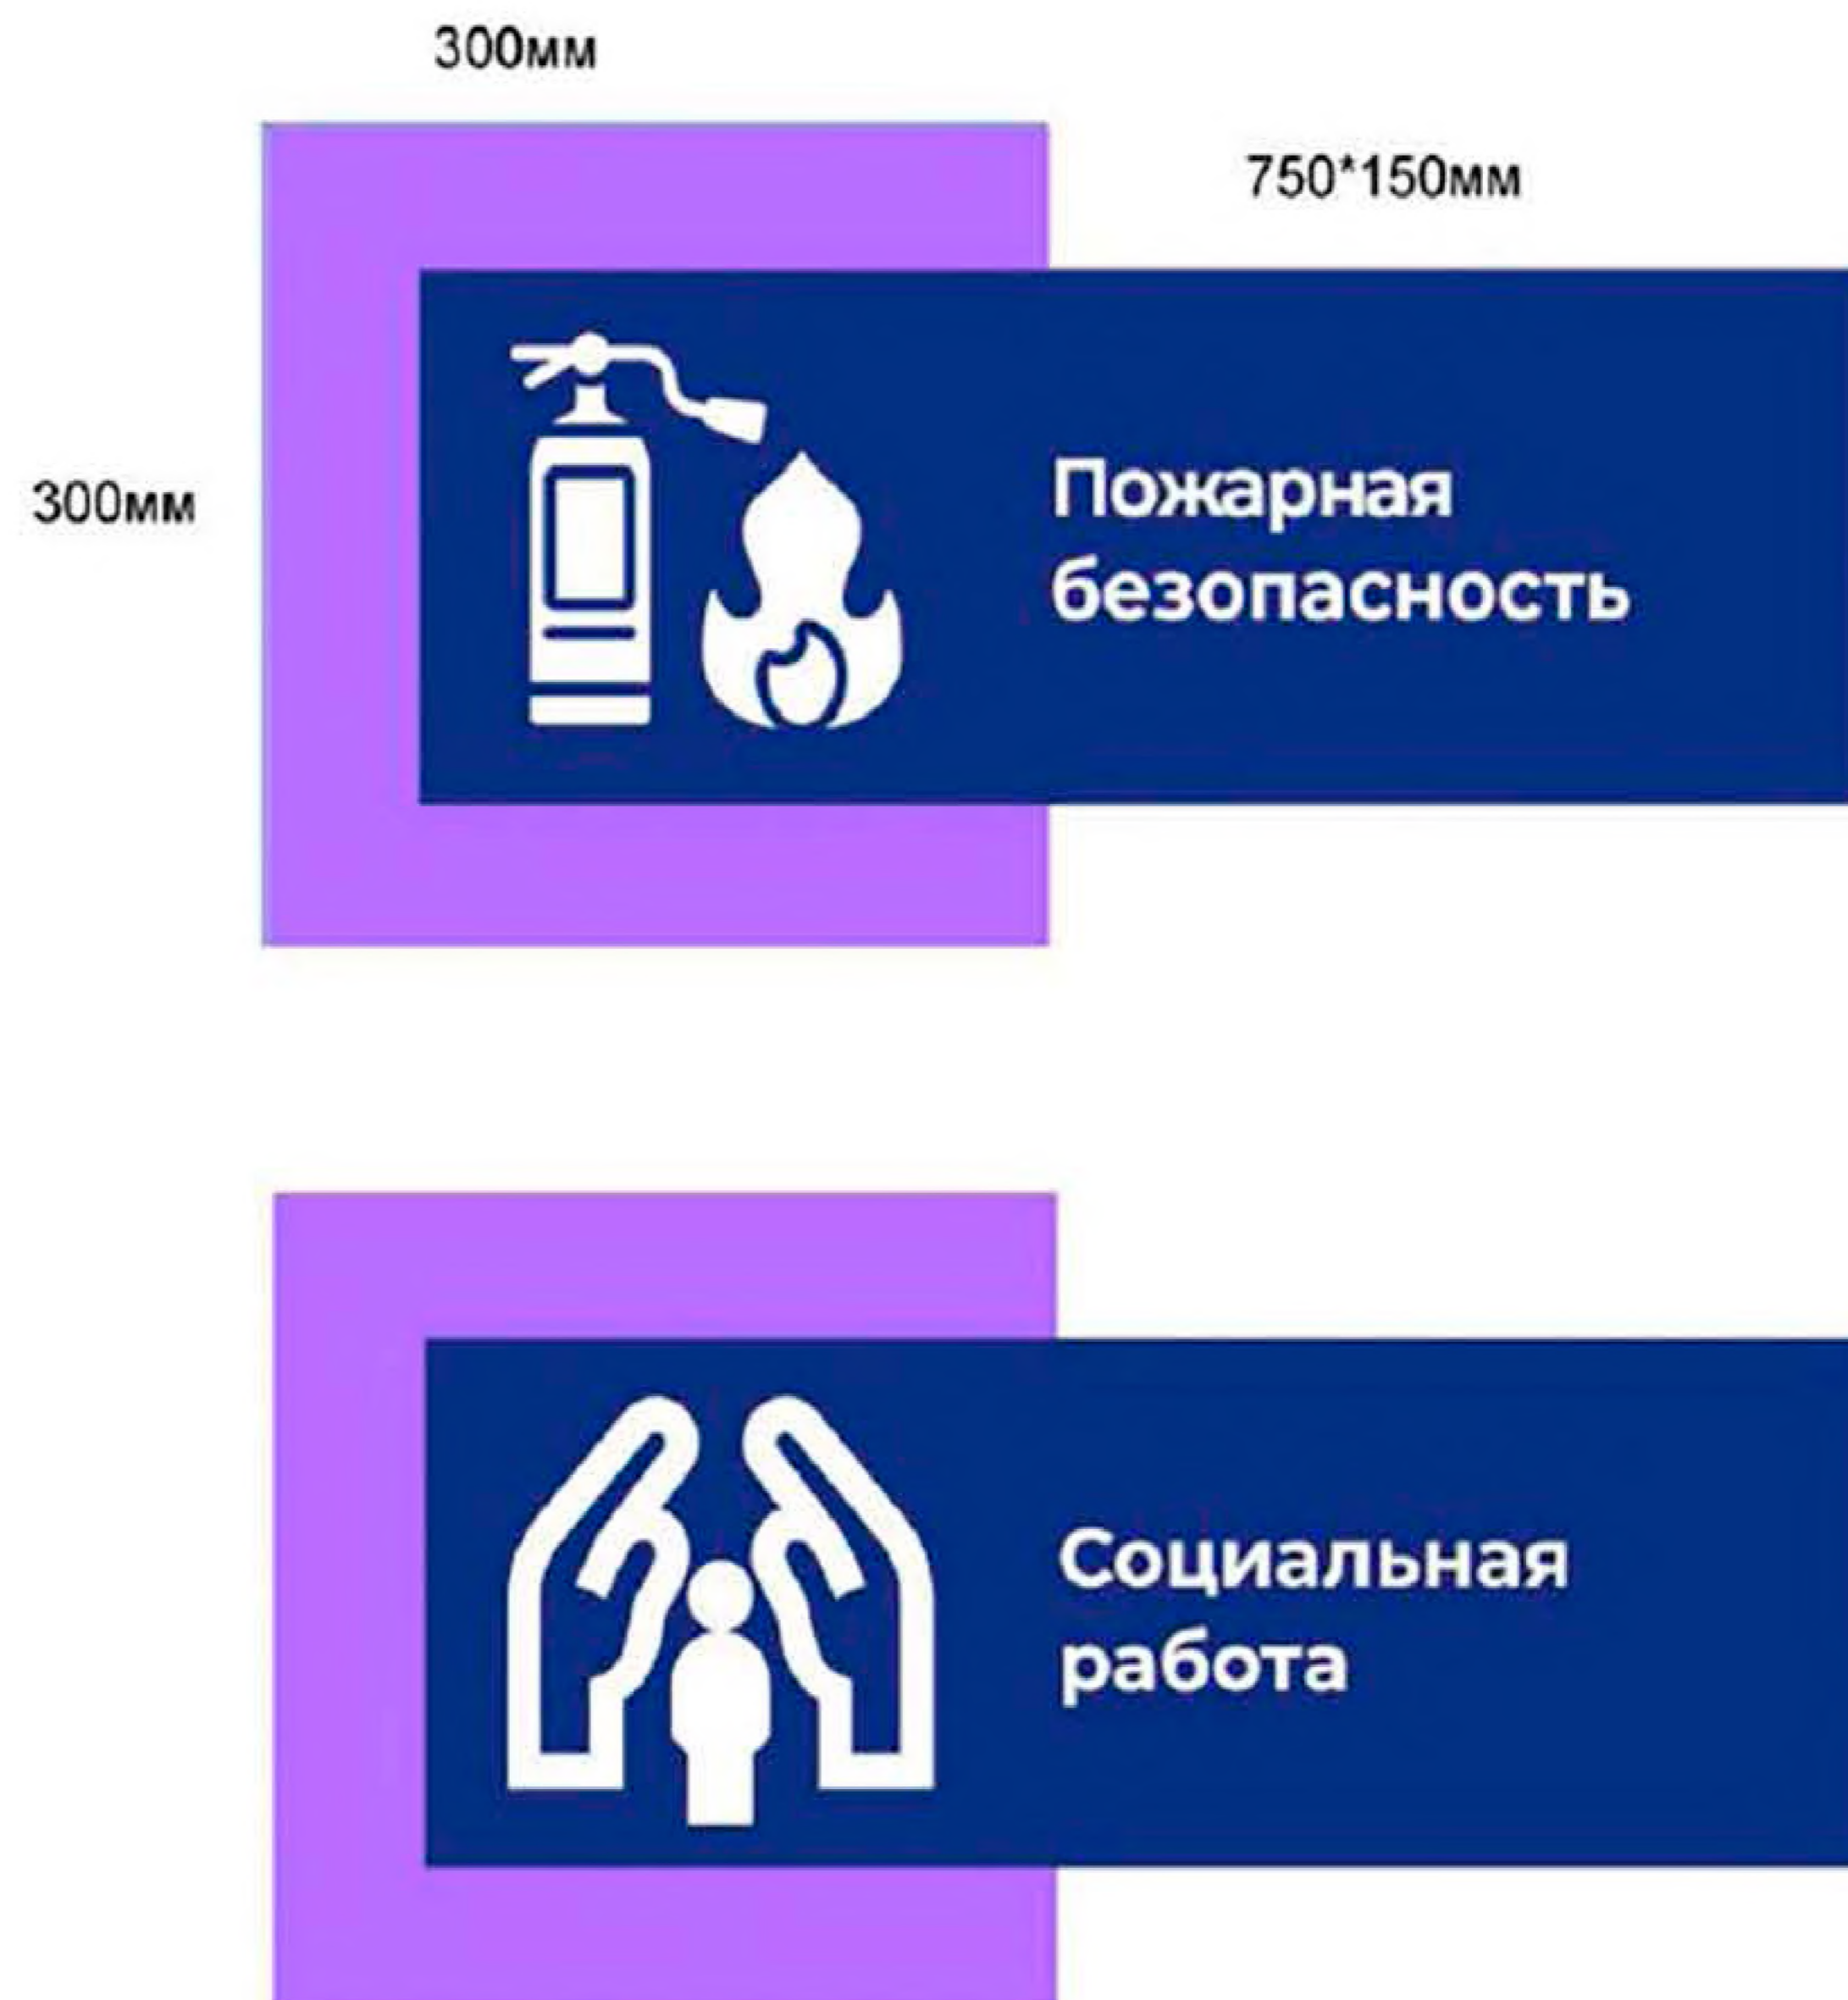 300мм
750*150мм
300мм
Пожарная
безопасность
Социальная
работа